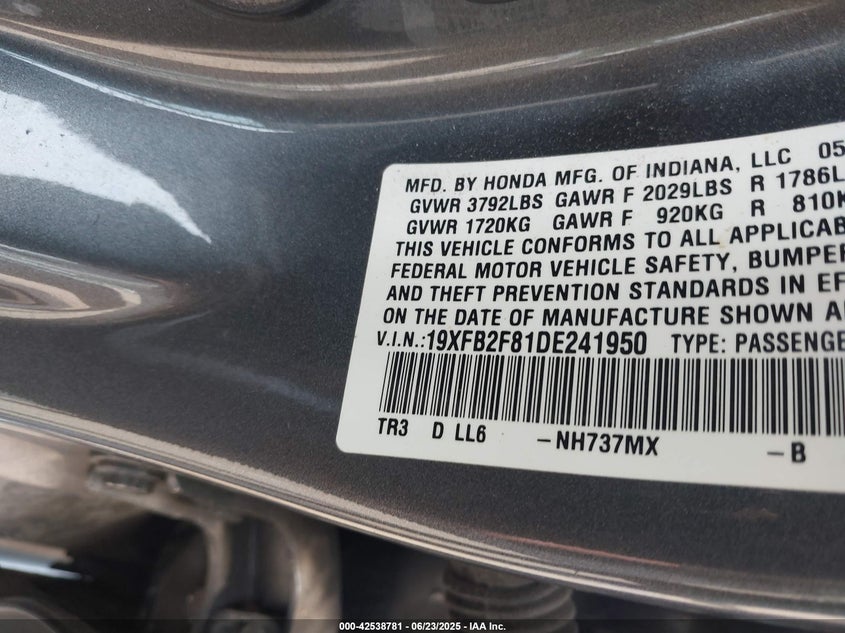 MFD. BY HONDA MFG. OF INDIANA, LLC 05
GVWR 3792LBS GAWR F 2029LBS R 1786L
GVWR 1720KG GAWR F 920KG R 810K
THIS VEHICLE CONFORMS TO ALL APPLICAB
FEDERAL MOTOR VEHICLE SAFETY, BUMPER
AND THEFT PREVENTION STANDARDS IN EF
ON THE DATE OF MANUFACTURE SHOWN A
V.I.N.:19XFB2F81DE241950 TYPE: PASSENGE
TR3 D LL6 -NH737MX -B
000-42538781 | 06/23/2025 - IAA Inc.